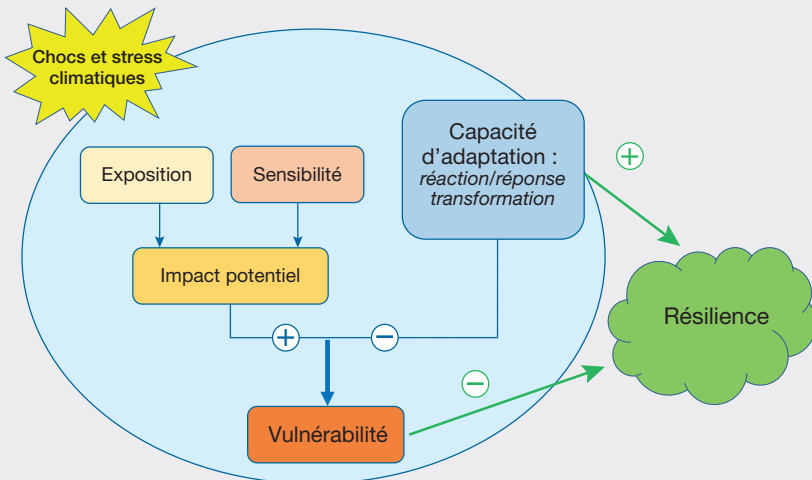 Chocs et stress
climatiques
Capacité
d'adaptation :
réaction/réponse
transformation
+
Exposition
Sensibilité
Impact potentiel
Résilience
+
−
−
Vulnérabilité